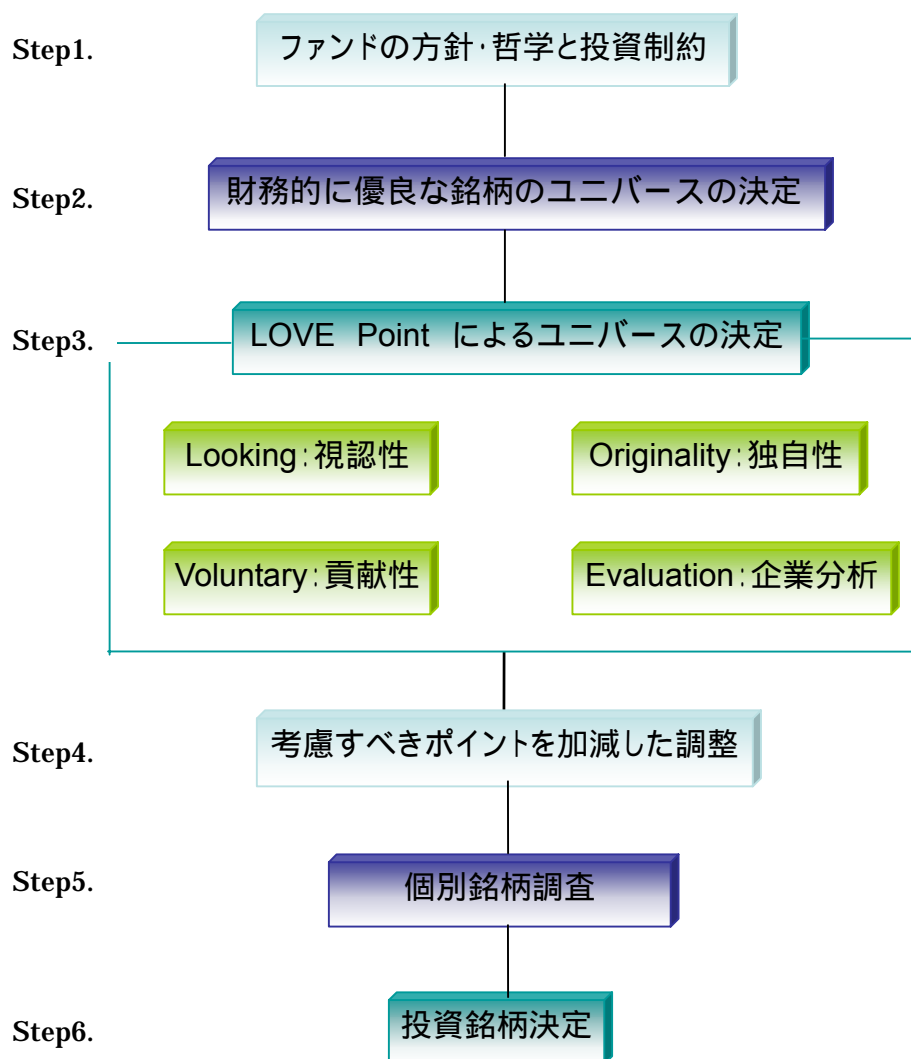 Step1. ファンドの方針・哲学と投資制約
Step2. 財務的に優良な銘柄のユニバースの決定
Step3. LOVE Point によるユニバースの決定
Looking:視認性 Originality:独自性
Voluntary:貢献性 Evaluation:企業分析
Step4. 考慮すべきポイントを加減した調整
Step5. 個別銘柄調査
Step6. 投資銘柄決定